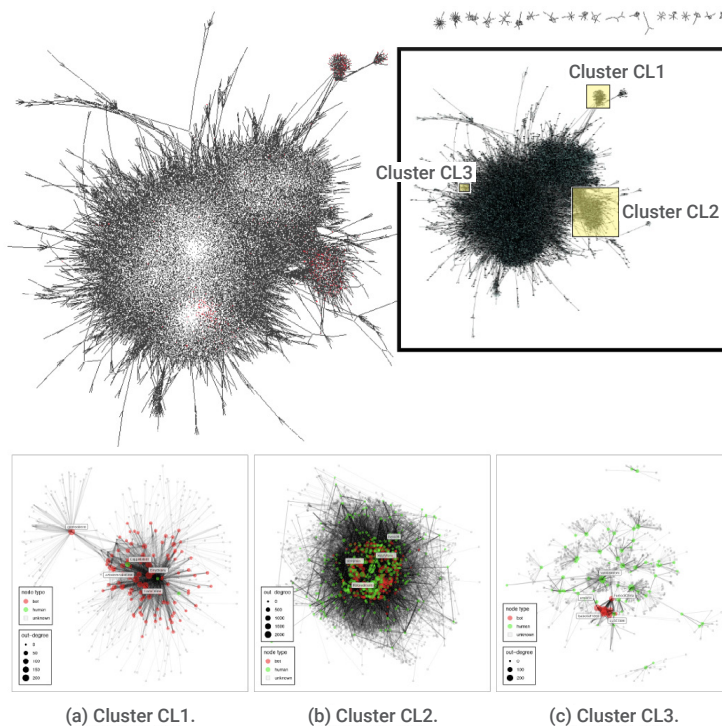 Cluster CL1
Cluster CL3
Cluster CL2
node type
bot
human
unknown
out-degree
0
50
100
150
200
out-degree
0
500
1000
1500
2000
node type
bot
human
unknown
node type
bot
human
unknown
out-degree
0
100
200
(a) Cluster CL1.
(b) Cluster CL2.
(c) Cluster CL3.